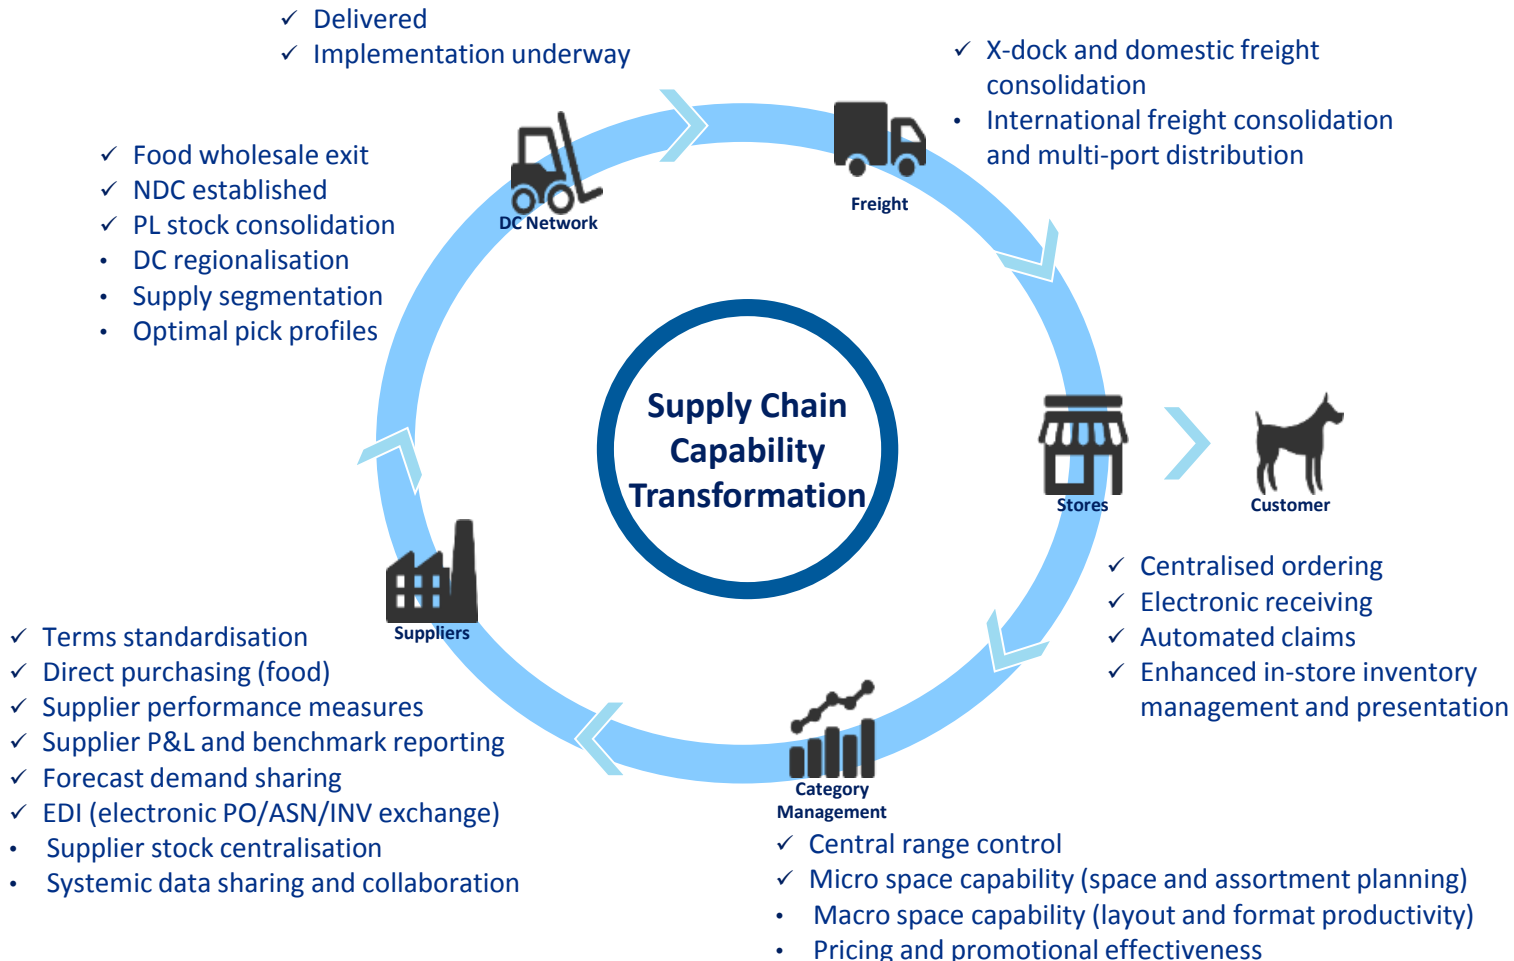 ✓ Delivered
✓ Implementation underway
✓ X-dock and domestic freight
consolidation
• International freight consolidation
and multi-port distribution
Freight
✓ Food wholesale exit
✓ NDC established
✓ PL stock consolidation
• DC regionalisation
• Supply segmentation
• Optimal pick profiles
DC Network
Supply Chain
Capability
Transformation
Stores
Customer
✓ Centralised ordering
✓ Electronic receiving
✓ Automated claims
✓ Enhanced in-store inventory
management and presentation
Suppliers
✓ Terms standardisation
✓ Direct purchasing (food)
✓ Supplier performance measures
✓ Supplier P&L and benchmark reporting
✓ Forecast demand sharing
✓ EDI (electronic PO/ASN/INV exchange)
• Supplier stock centralisation
• Systemic data sharing and collaboration
Category
Management
✓ Central range control
✓ Micro space capability (space and assortment planning)
• Macro space capability (layout and format productivity)
• Pricing and promotional effectiveness